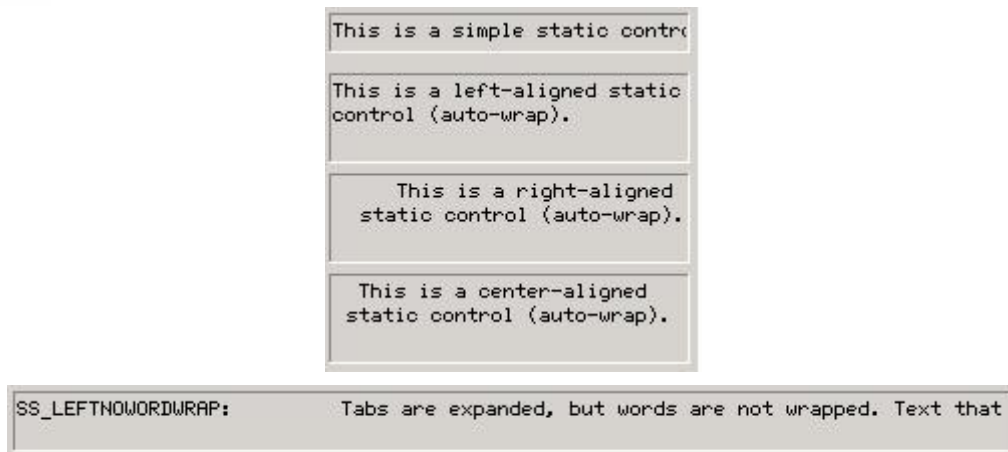 This is a simple static contro
This is a left-aligned static
control (auto-wrap).
This is a right-aligned
static control (auto-wrap).
This is a center-aligned
static control (auto-wrap).
SS_LEFTNOWORDWRAP: Tabs are expanded, but words are not wrapped. Text that